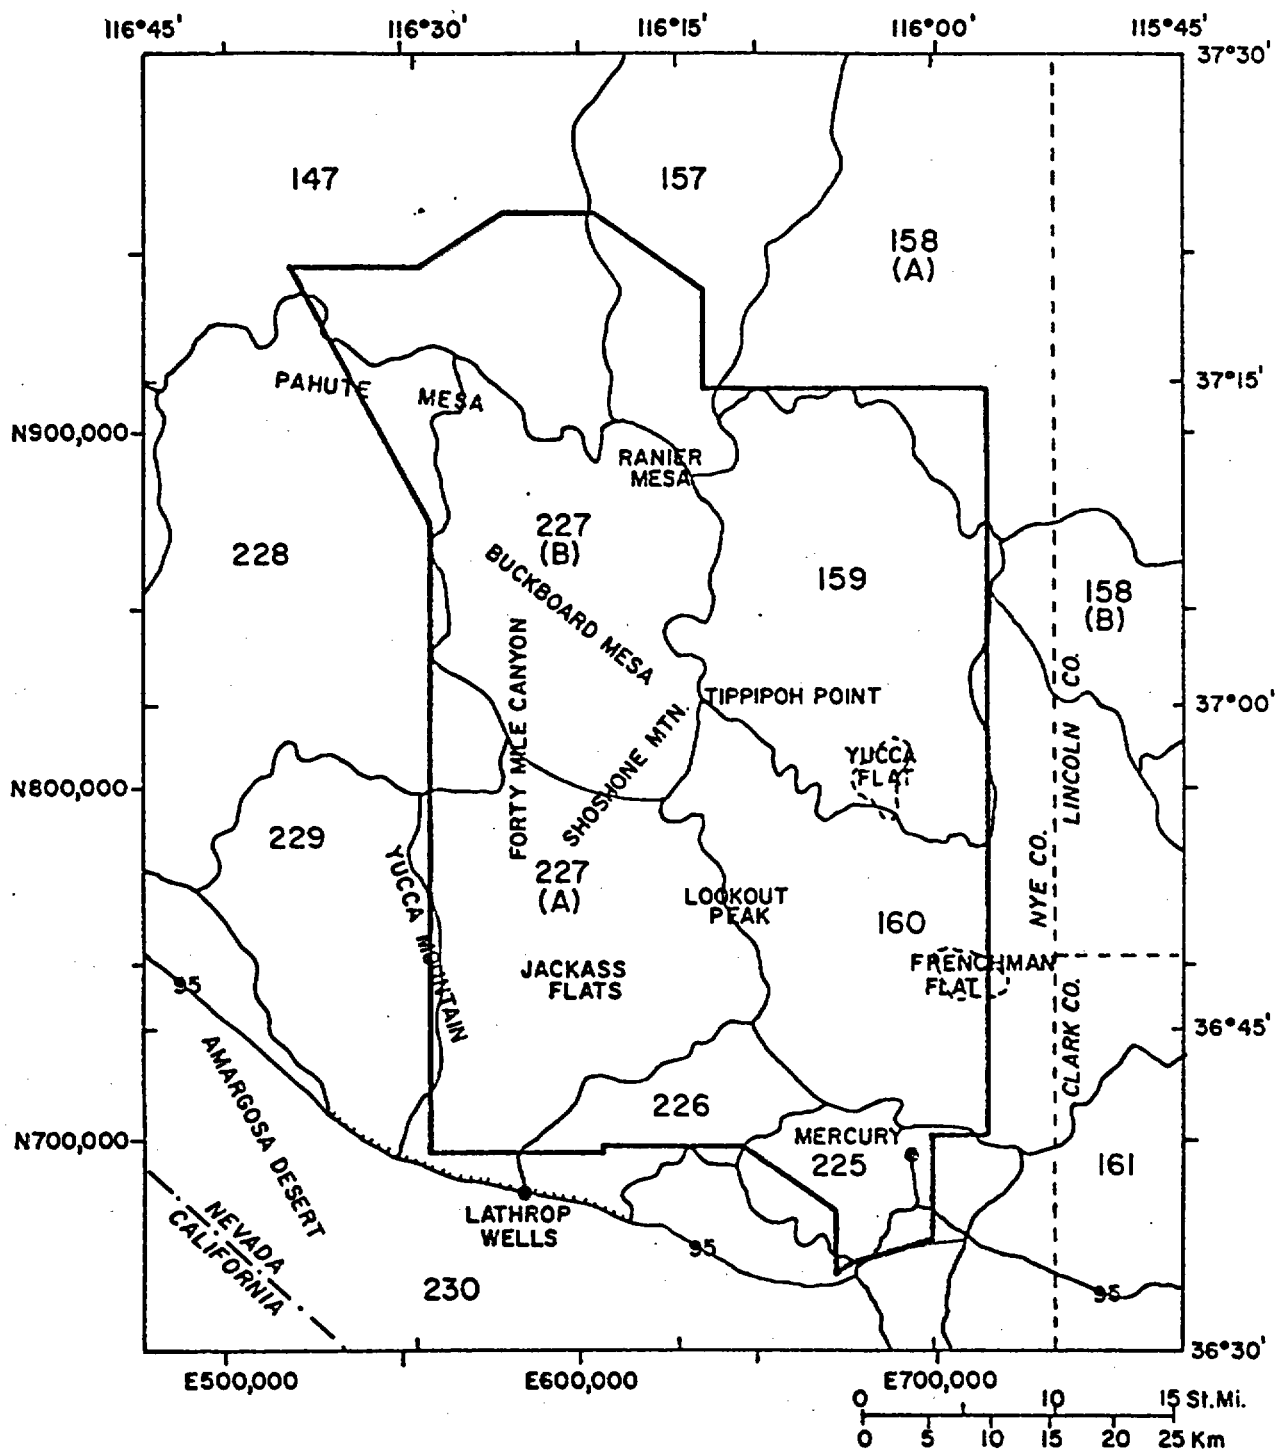 116°45' 116°30' 116°15' 116°00' 115°45'
37°30'
147
157
158
(A)
PAHUTE MESA
37°15'
N900,000
RANIER
MESA
227
(B)
228
BUCKBOARD MESA
159
158
(B)
FORTY MILE CANYON
LINCOLN CO.
TIPPIPOH POINT
37°00'
SHOSHONE MTN.
YUCCA
FLAT
N800,000
229
YUCCA MOUNTAIN
227
(A)
LOOKOUT
PEAK
160
NYE CO.
JACKASS
FLATS
FRENCHMAN
FLAT
95
CLARK CO.
36°45'
AMARGOSA DESERT
226
N700,000
MERCURY
225
161
LATHROP
WELLS
NEVADA
CALIFORNIA
95
230
95
36°30'
E500,000 E600,000 E700,000
0 10 15 St.Mi.
0 5 10 15 20 25 Km